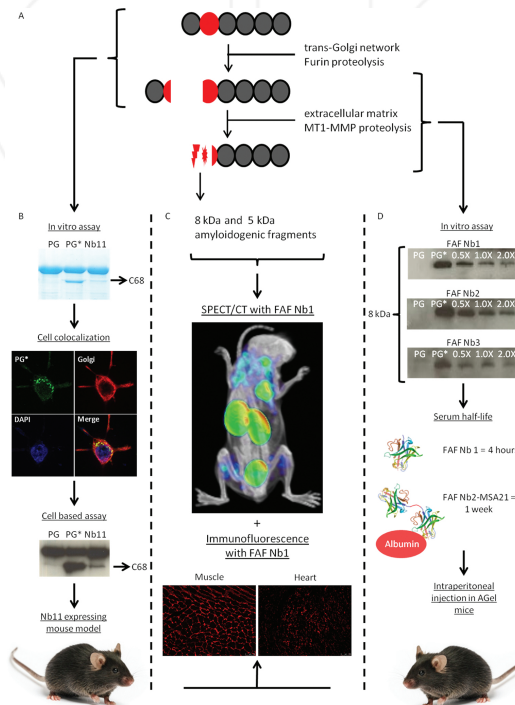 A
trans-Golgi network
Furin proteolysis
extracellular matrix
MT1-MMP proteolysis
B
In vitro assay
PG PG* Nb11
C68
Cell colocalization
PG*
Golgi
DAPI
Merge
Cell based assay
PG PG* Nb11
C68
Nb11 expressing
mouse model
C
8 kDa and 5 kDa
amyloidogenic fragments
SPECT/CT with FAF Nb1
+
Immunofluorescence
with FAF Nb1
Muscle
Heart
D
In vitro assay
FAF Nb1
PG PG* 0.5X 1.0X 2.0X
FAF Nb2
PG PG* 0.5X 1.0X 2.0X
8 kDa
FAF Nb3
PG PG* 0.5X 1.0X 2.0X
Serum half-life
FAF Nb 1 = 4 hour
FAF Nb2-MSA21 =
1 week
Albumin
Intraperitoneal
injection in AGel
mice